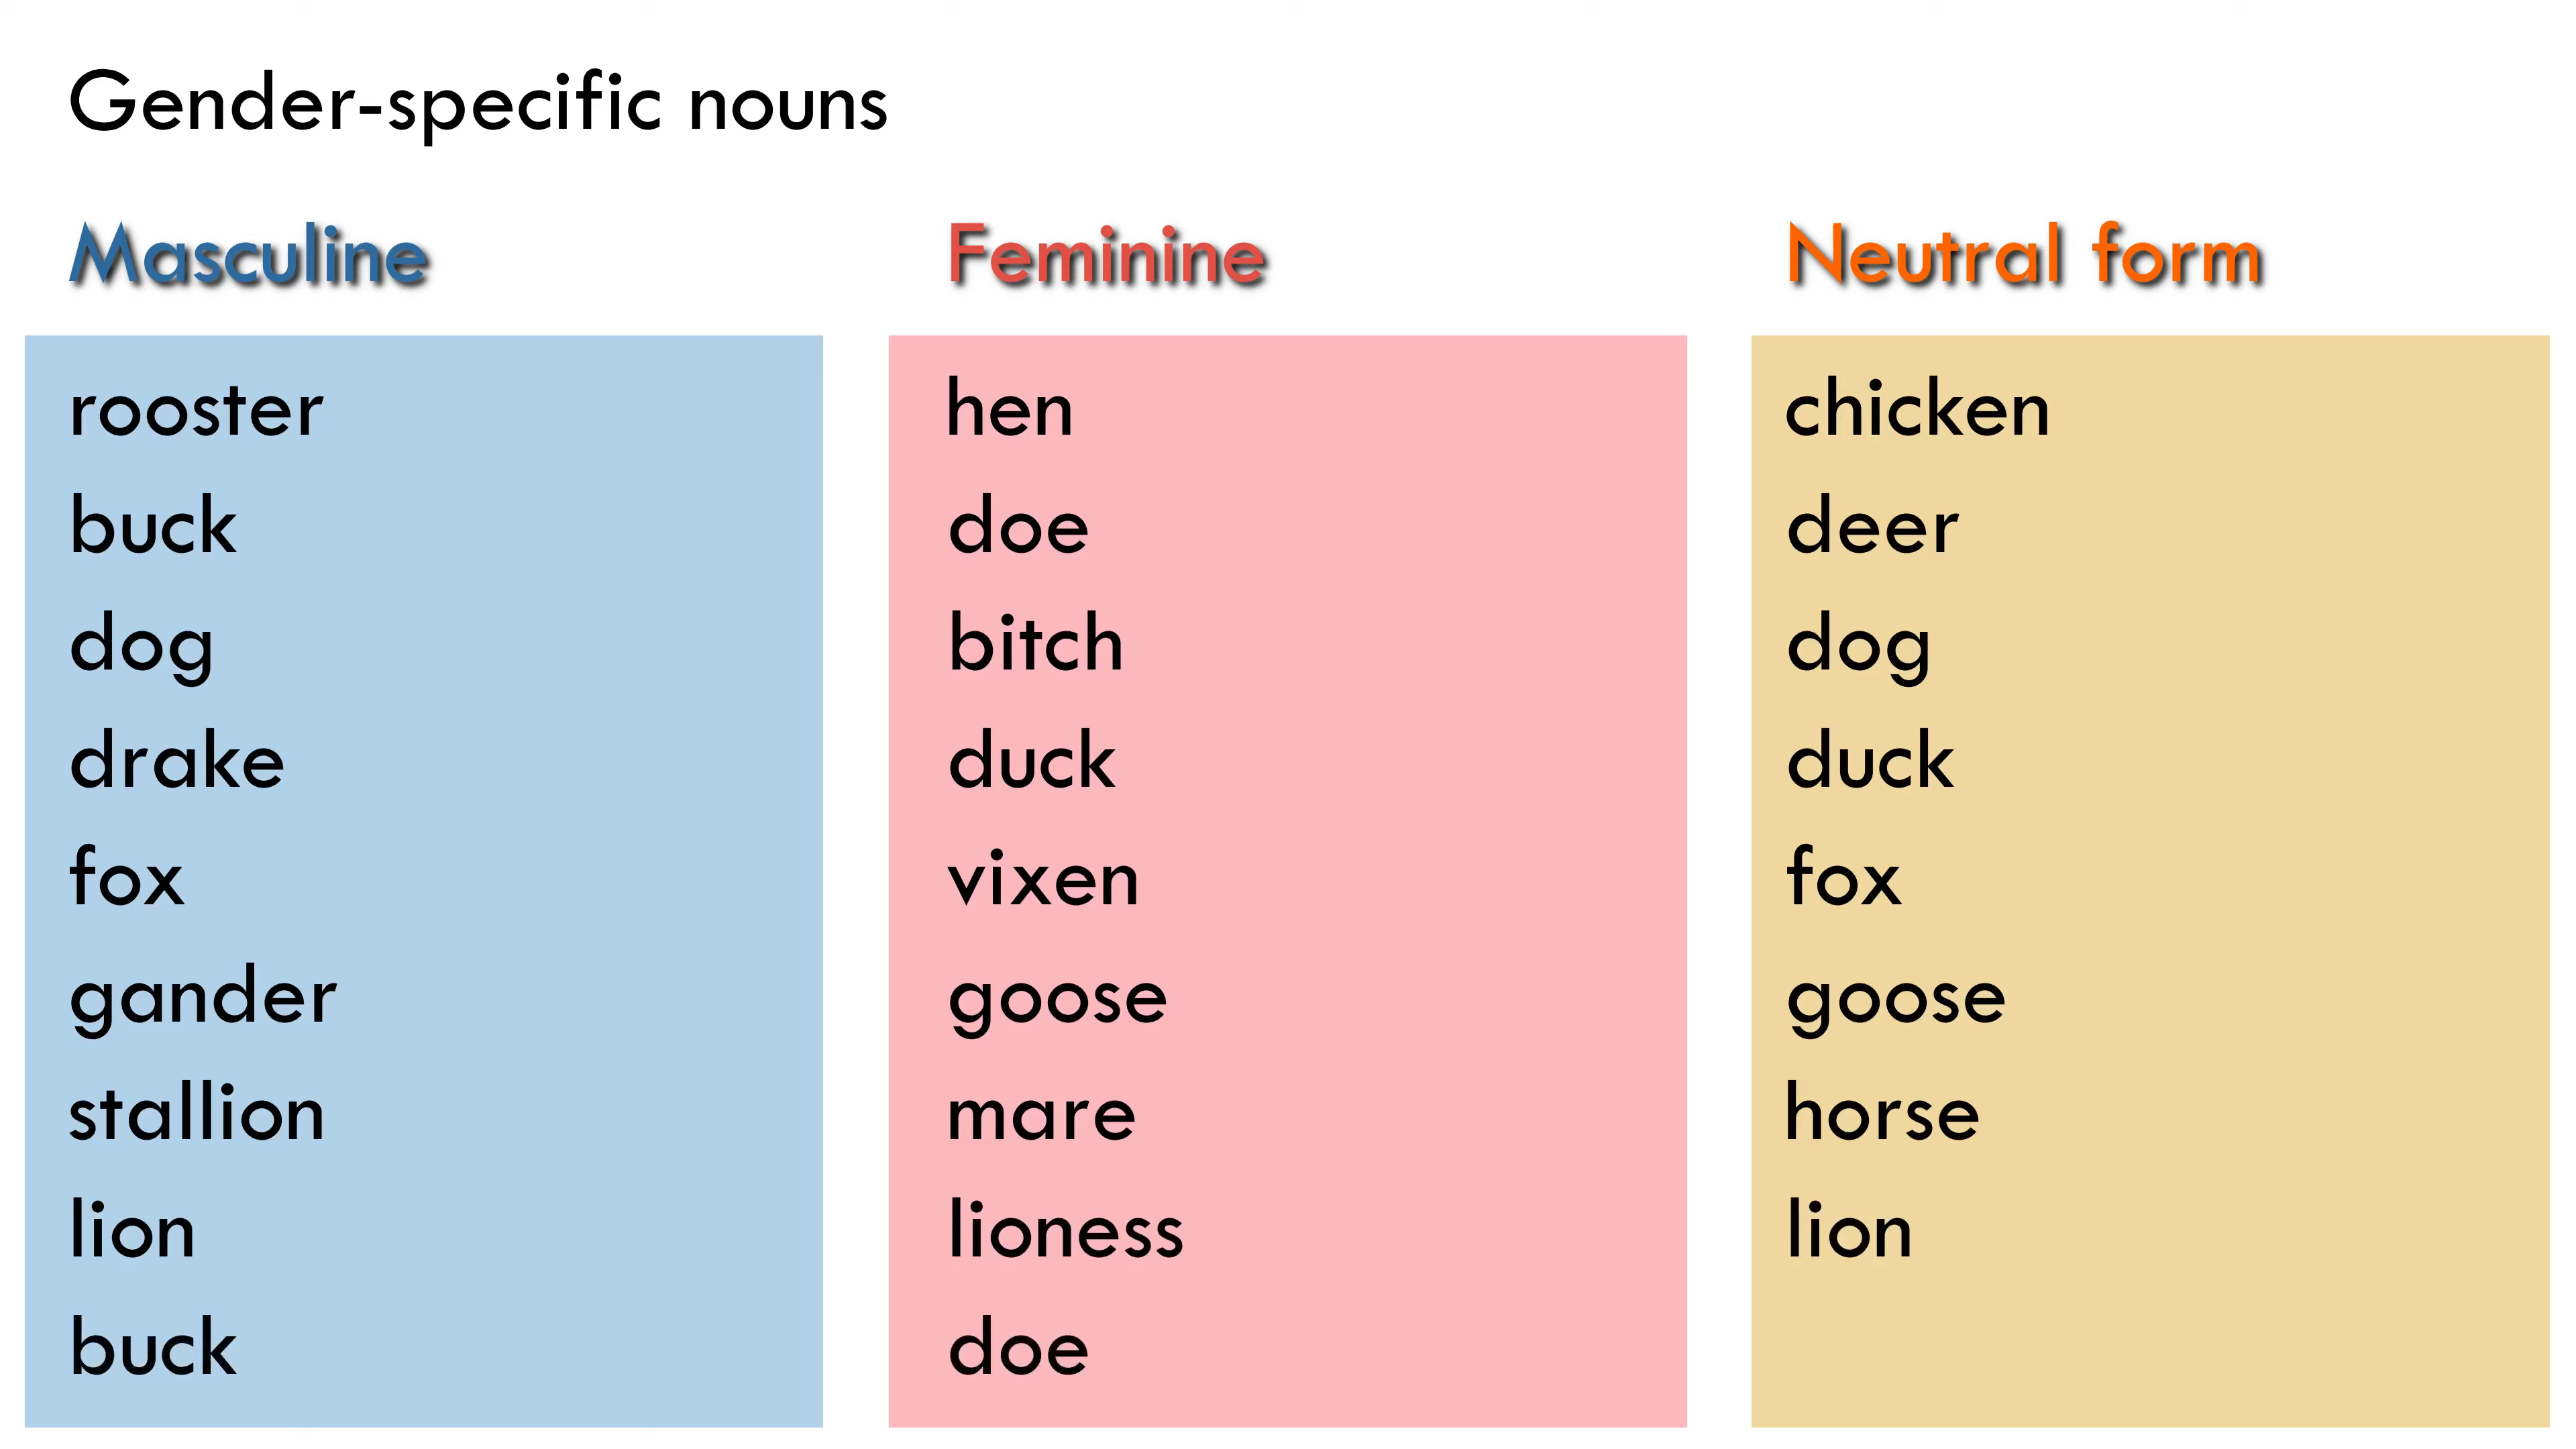 Gender-specific nouns
Masculine Feminine Neutral form
rooster hen chicken
buck doe deer
dog bitch dog
drake duck duck
fox vixen fox
gander goose goose
stallion mare horse
lion lioness lion
buck doe